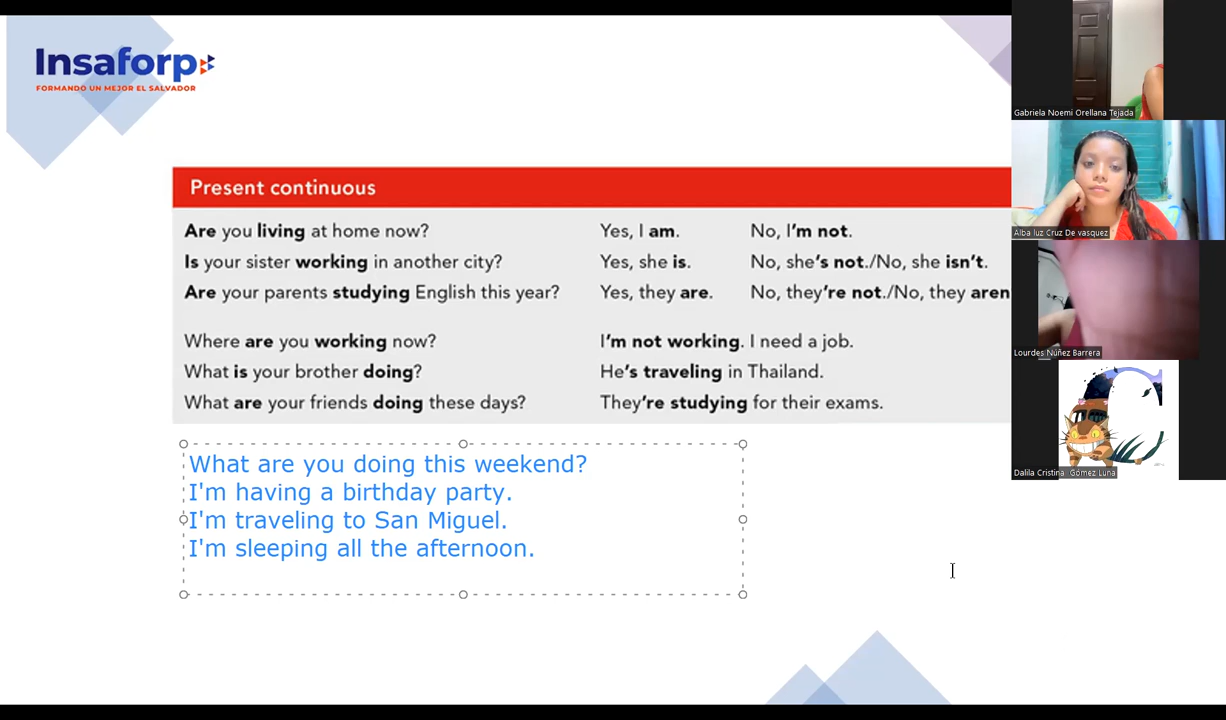 Insaforp
FORMANDO UN MEJOR EL SALVADOR
Present continuous
Are you living at home now? Yes, I am. No, I'm not.
Is your sister working in another city? Yes, she is. No, she's not./No, she isn't.
Are your parents studying English this year? Yes, they are. No, they're not./No, they aren
Where are you working now? I'm not working. I need a job.
What is your brother doing? He's traveling in Thailand.
What are your friends doing these days? They're studying for their exams.
What are you doing this weekend?
I'm having a birthday party.
I'm traveling to San Miguel.
I'm sleeping all the afternoon.
Gabriela Noemi Orellana Tejada
Alba luz Cruz De vasquez
Lourdes Núñez Barrera
Dalila Cristina Gómez Luna